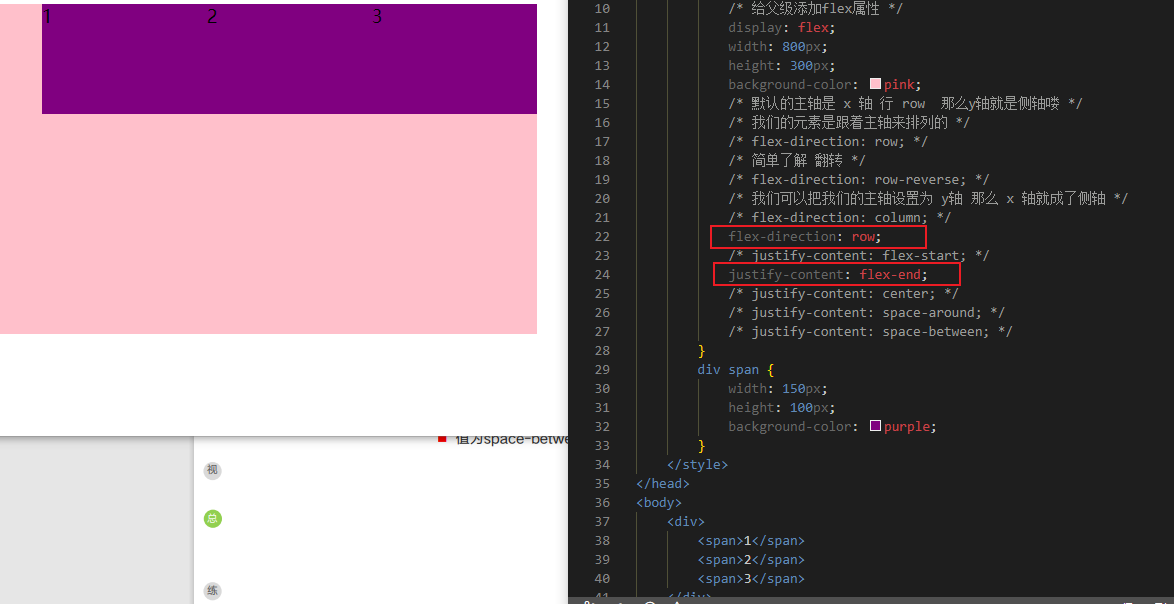 1 2 3
值为space-betwe
视
总
练
10 /* 给父级添加flex属性 */
11 display: flex;
12 width: 800px;
13 height: 300px;
14 background-color: pink;
15 /* 默认的主轴是 x 轴 行 row  那么y轴就是侧轴喽 */
16 /* 我们的元素是跟着主轴来排列的 */
17 /* flex-direction: row; */
18 /* 简单了解 翻转 */
19 /* flex-direction: row-reverse; */
20 /* 我们可以把我们的主轴设置为 y轴 那么 x 轴就成了侧轴 */
21 /* flex-direction: column; */
22 flex-direction: row;
23 /* justify-content: flex-start; */
24 justify-content: flex-end;
25 /* justify-content: center; */
26 /* justify-content: space-around; */
27 /* justify-content: space-between; */
28 }
29 div span {
30 width: 150px;
31 height: 100px;
32 background-color: purple;
33 }
34 </style>
35 </head>
36 <body>
37 <div>
38 <span>1</span>
39 <span>2</span>
40 <span>3</span>
41 </div>